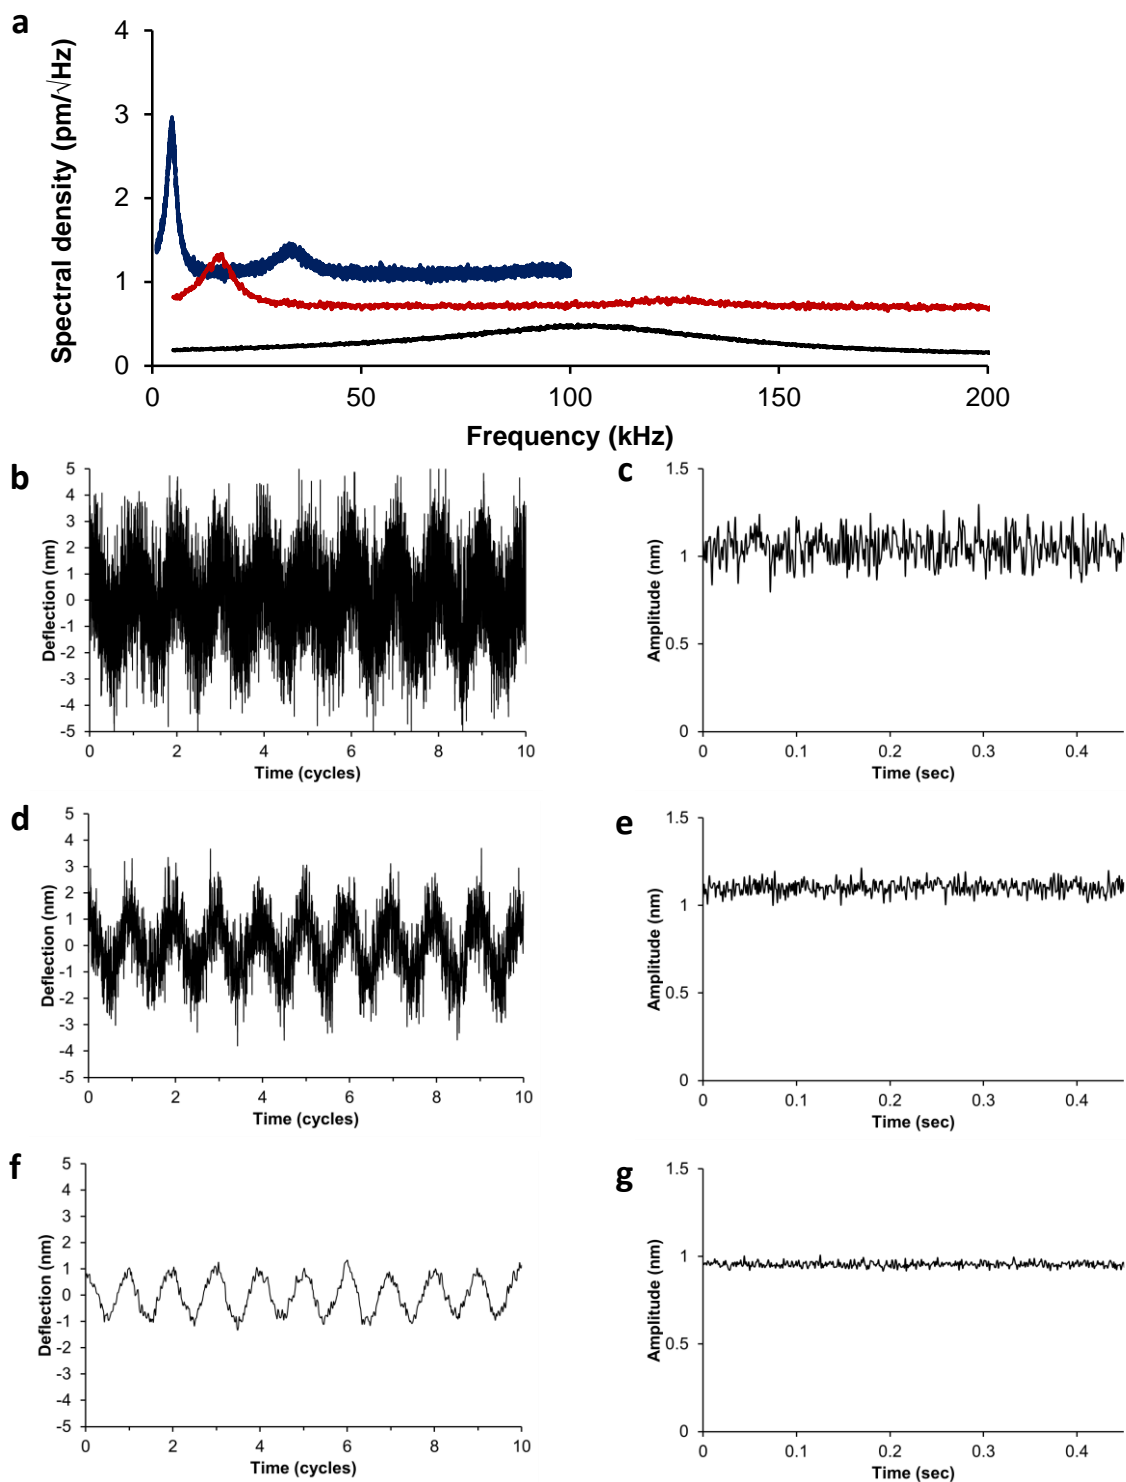 a
Spectral density (pm/√Hz)
4
3
2
1
0
0 50 100 150 200
Frequency (kHz)
b
Deflection (nm)
5
4
3
2
1
0
-1
-2
-3
-4
-5
0 2 4 6 8 10
Time (cycles)
c
Amplitude (nm)
1.5
1
0.5
0
0 0.1 0.2 0.3 0.4
Time (sec)
d
Deflection (nm)
5
4
3
2
1
0
-1
-2
-3
-4
-5
0 2 4 6 8 10
Time (cycles)
e
Amplitude (nm)
1.5
1
0.5
0
0 0.1 0.2 0.3 0.4
Time (sec)
f
Deflection (nm)
5
4
3
2
1
0
-1
-2
-3
-4
-5
0 2 4 6 8 10
Time (cycles)
g
Amplitude (nm)
1.5
1
0.5
0
0 0.1 0.2 0.3 0.4
Time (sec)